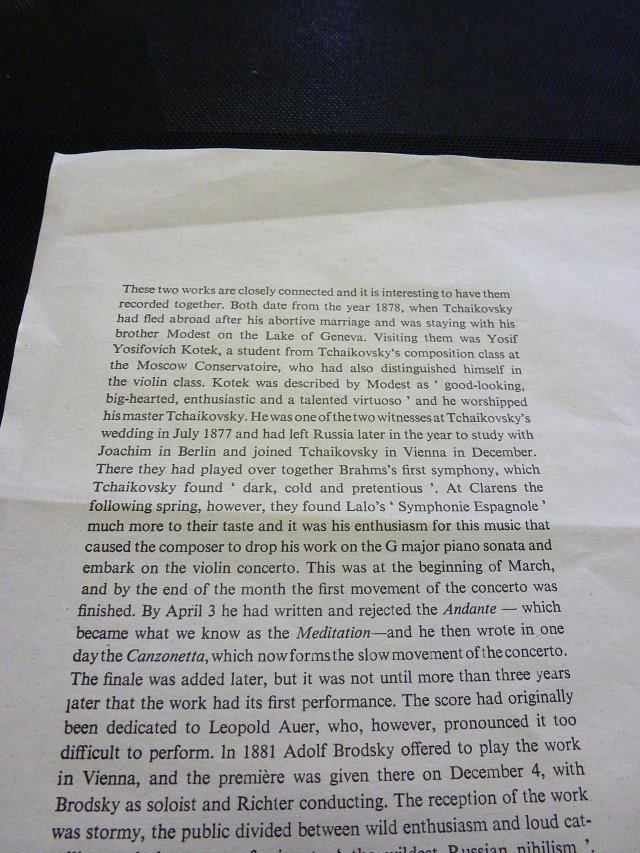 These two works are closely connected and it is interesting to have them
recorded together. Both date from the year 1878, when Tchaikovsky
had fled abroad after his abortive marriage and was staying with his
brother Modest on the Lake of Geneva. Visiting them was Yosif
Yosifovich Kotek, a student from Tchaikovsky's composition class at
the Moscow Conservatoire, who had also distinguished himself in
the violin class. Kotek was described by Modest as ‘ good-looking,
big-hearted, enthusiastic and a talented virtuoso ’ and he worshipped
his master Tchaikovsky. He was one of the two witnesses at Tchaikovsky's
wedding in July 1877 and had left Russia later in the year to study with
Joachim in Berlin and joined Tchaikovsky in Vienna in December.
There they had played over together Brahms's first symphony, which
Tchaikovsky found ‘ dark, cold and pretentious ’. At Clarens the
following spring, however, they found Lalo's ‘ Symphonie Espagnole ’
much more to their taste and it was his enthusiasm for this music that
caused the composer to drop his work on the G major piano sonata and
embark on the violin concerto. This was at the beginning of March,
and by the end of the month the first movement of the concerto was
finished. By April 3 he had written and rejected the Andante — which
became what we know as the Meditation—and he then wrote in one
day the Canzonetta, which now forms the slow movement of the concerto.
The finale was added later, but it was not until more than three years
later that the work had its first performance. The score had originally
been dedicated to Leopold Auer, who, however, pronounced it too
difficult to perform. In 1881 Adolf Brodsky offered to play the work
in Vienna, and the première was given there on December 4, with
Brodsky as soloist and Richter conducting. The reception of the work
was stormy, the public divided between wild enthusiasm and loud cat-
the wildest Russian nihilism ’.